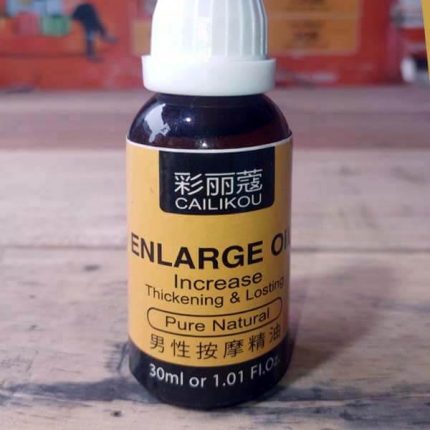 彩丽蔻
CAILIKOU
ENLARGE OIL
Increase
Thickening & Losting
Pure Natural
男性按摩精油
30ml or 1.01 Fl.Oz.